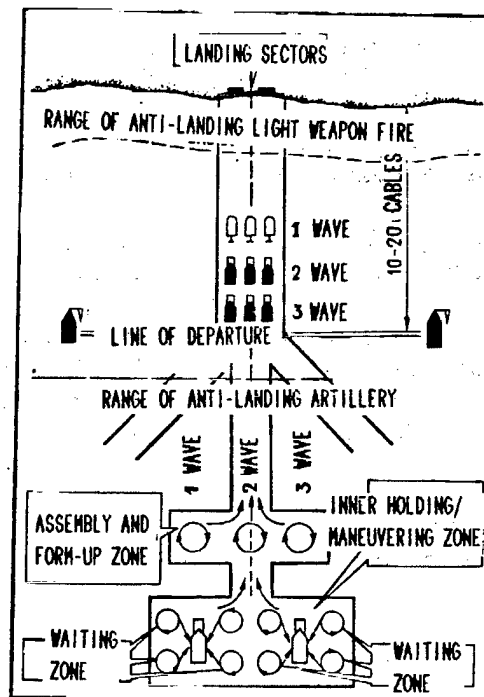 LANDING SECTORS
RANGE OF ANTI-LANDING LIGHT WEAPON FIRE
10-20 CABLES
1 WAVE
2 WAVE
3 WAVE
LINE OF DEPARTURE
RANGE OF ANTI-LANDING ARTILLERY
1 WAVE
2 WAVE
3 WAVE
ASSEMBLY AND
FORM-UP ZONE
INNER HOLDING/
MANEUVERING ZONE
WAITING
ZONE
WAITING
ZONE